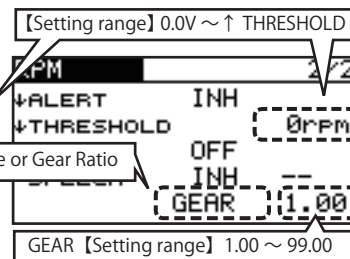 【Setting range】 0.0V ～↑ THRESHOLD
RPM 2/2
↓ALERT INH
↓THRESHOLD 0rpm
OFF
e or Gear Ratio
INH --
GEAR 1.00
GEAR 【Setting range】 1.00 ～ 99.00